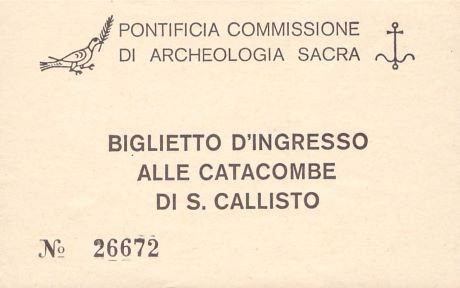 PONTIFICIA COMMISSIONE
DI ARCHEOLOGIA SACRA
BIGLIETTO D'INGRESSO
ALLE CATACOMBE
DI S. CALLISTO
No 26672